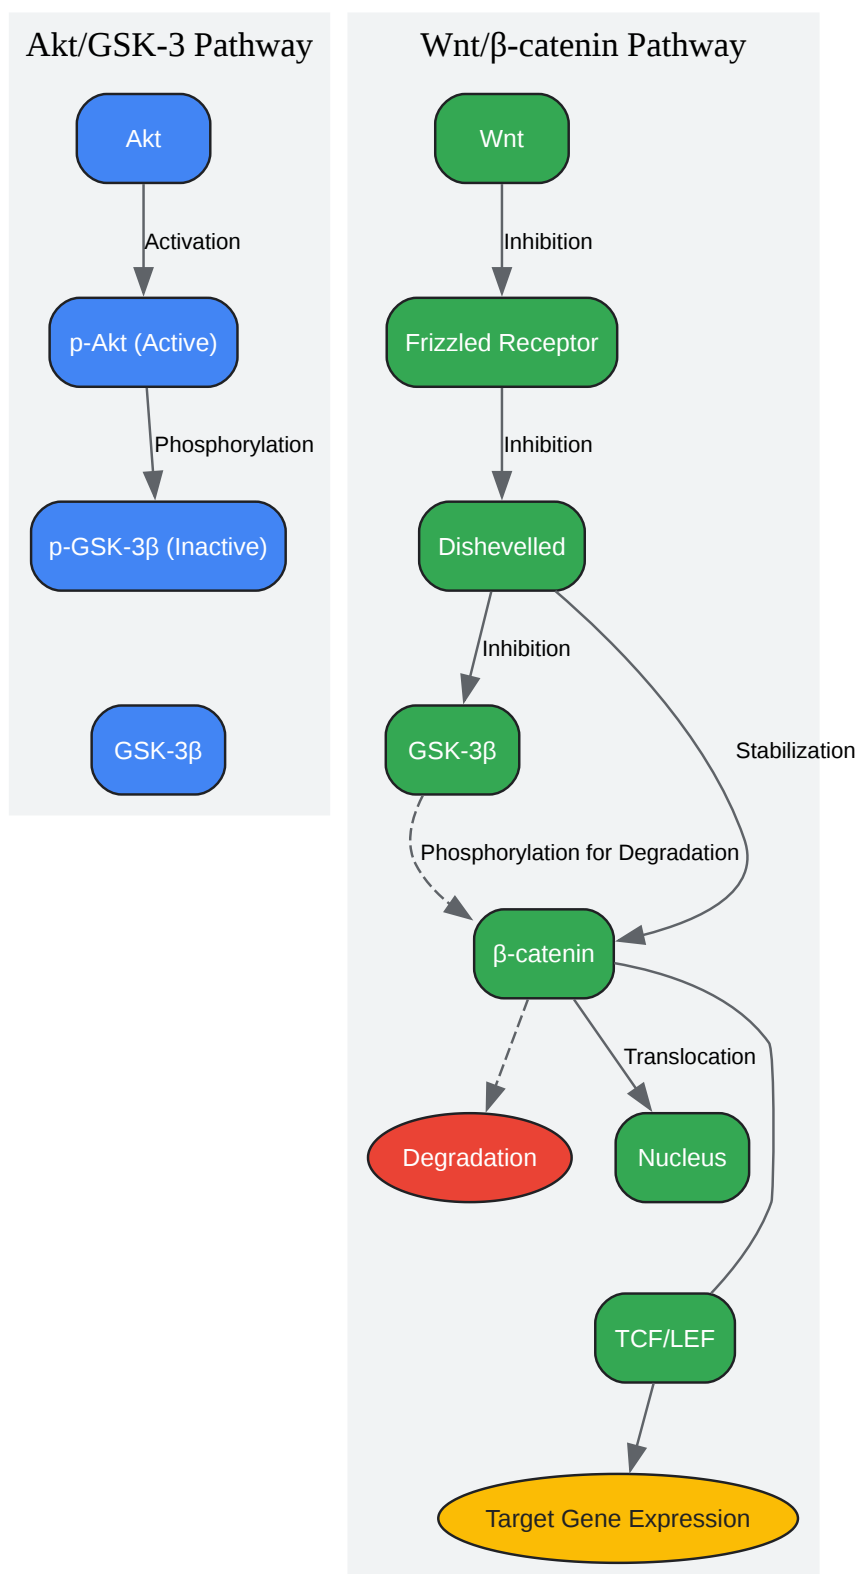 Akt/GSK-3 Pathway
Akt
Activation
p-Akt (Active)
Phosphorylation
p-GSK-3β (Inactive)
GSK-3β
Wnt/β-catenin Pathway
Wnt
Inhibition
Frizzled Receptor
Inhibition
Dishevelled
Inhibition
GSK-3β
Stabilization
Phosphorylation for Degradation
β-catenin
Translocation
Degradation
Nucleus
TCF/LEF
Target Gene Expression